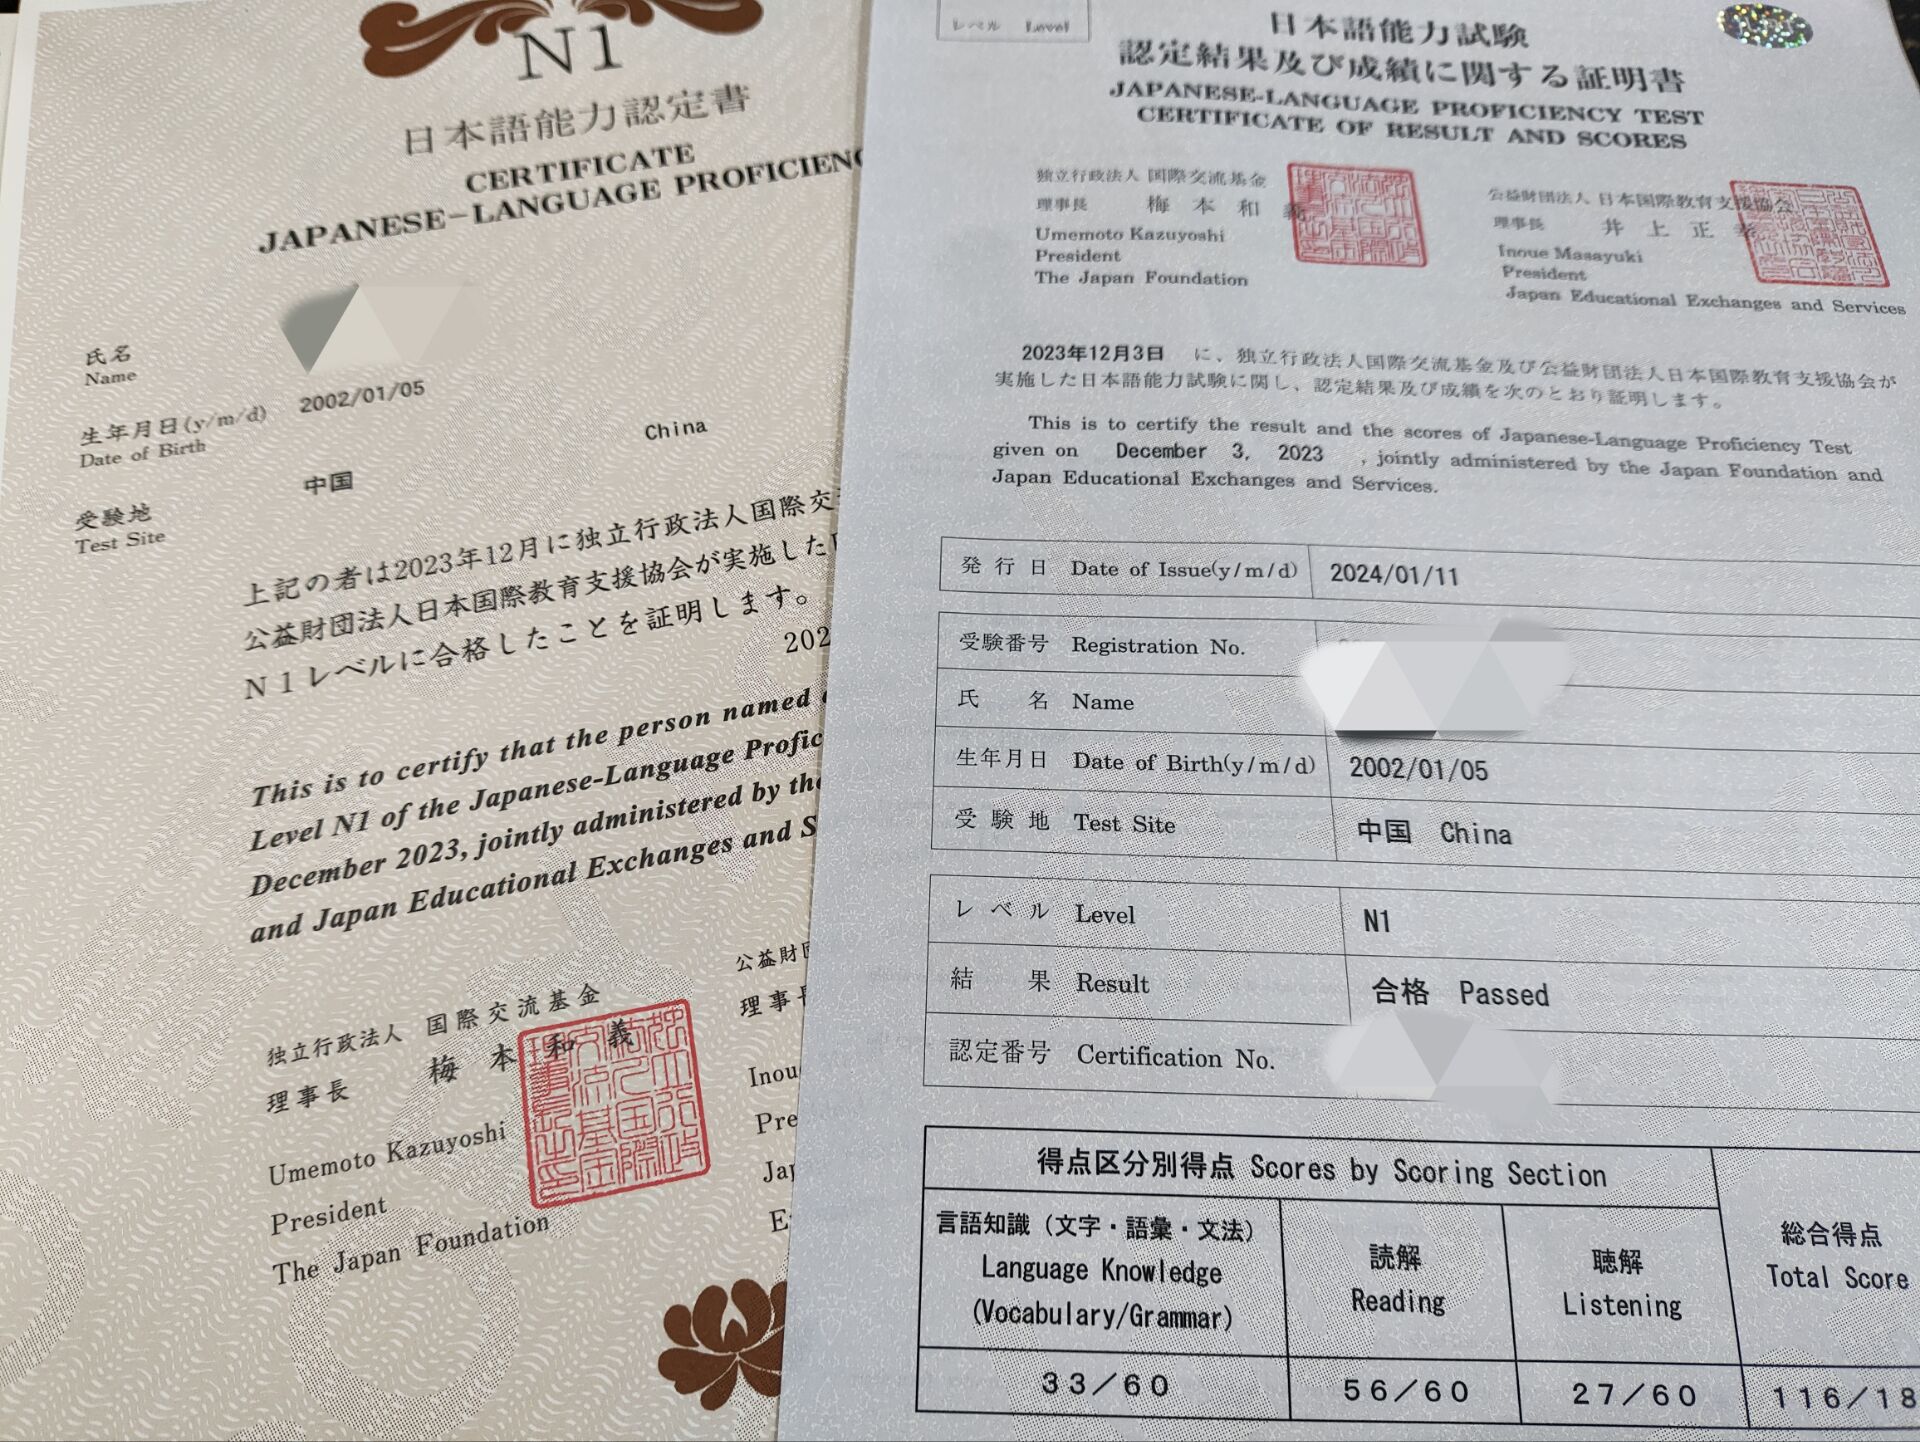 N1
日本語能力認定書
CERTIFICATE
JAPANESE-LANGUAGE PROFICIENC
氏名
Name
生年月日(y/m/d)
Date of Birth
2002/01/05
受験地
Test Site
中国
China
上記の者は2023年12月に独立行政法人国際交
公益財団法人日本国際教育支援協会が実施した
N1レベルに合格したことを証明します。
202
This is to certify that the person named
Level N1 of the Japanese-Language Profic
December 2023, jointly administered by the
and Japan Educational Exchanges and S
独立行政法人 国際交流基金
理事長 梅本和義
Umemoto Kazuyoshi
President
The Japan Foundation
公益財団
理事長
Inou
Pre
Jap
E
レベル Level
日本語能力試験
認定結果及び成績に関する証明書
JAPANESE-LANGUAGE PROFICIENCY TEST
CERTIFICATE OF RESULT AND SCORES
独立行政法人 国際交流基金
理事長 梅本和義
Umemoto Kazuyoshi
President
The Japan Foundation
公益財団法人 日本国際教育支援協会
理事長 井上正幸
Inoue Masayuki
President
Japan Educational Exchanges and Services
2023年12月3日 に、独立行政法人国際交流基金及び公益財団法人日本国際教育支援協会が
実施した日本語能力試験に関し、認定結果及び成績を次のとおり証明します。
This is to certify the result and the scores of Japanese-Language Proficiency Test
given on December 3, 2023 , jointly administered by the Japan Foundation and
Japan Educational Exchanges and Services.
発行日 Date of Issue(y/m/d) 2024/01/11
受験番号 Registration No.
氏名 Name
生年月日 Date of Birth(y/m/d) 2002/01/05
受験地 Test Site 中国 China
レベル Level N1
結果 Result 合格 Passed
認定番号 Certification No.
得点区分別得点 Scores by Scoring Section
言語知識（文字・語彙・文法）
Language Knowledge
(Vocabulary/Grammar)
読解
Reading
聴解
Listening
総合得点
Total Score
33/60
56/60
27/60
116/18